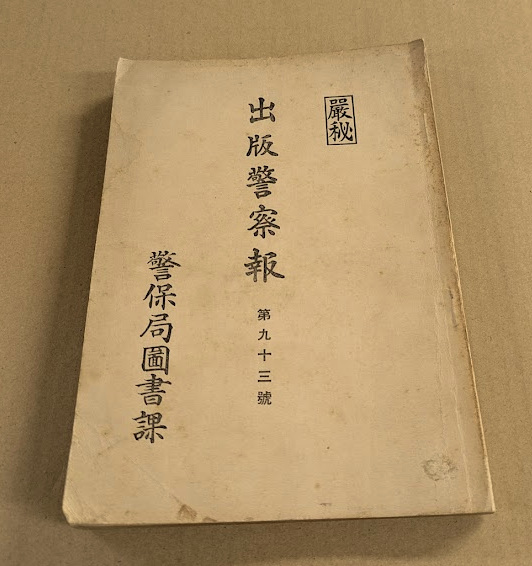 嚴秘
出版警察報
第九十三號
警保局圖書課